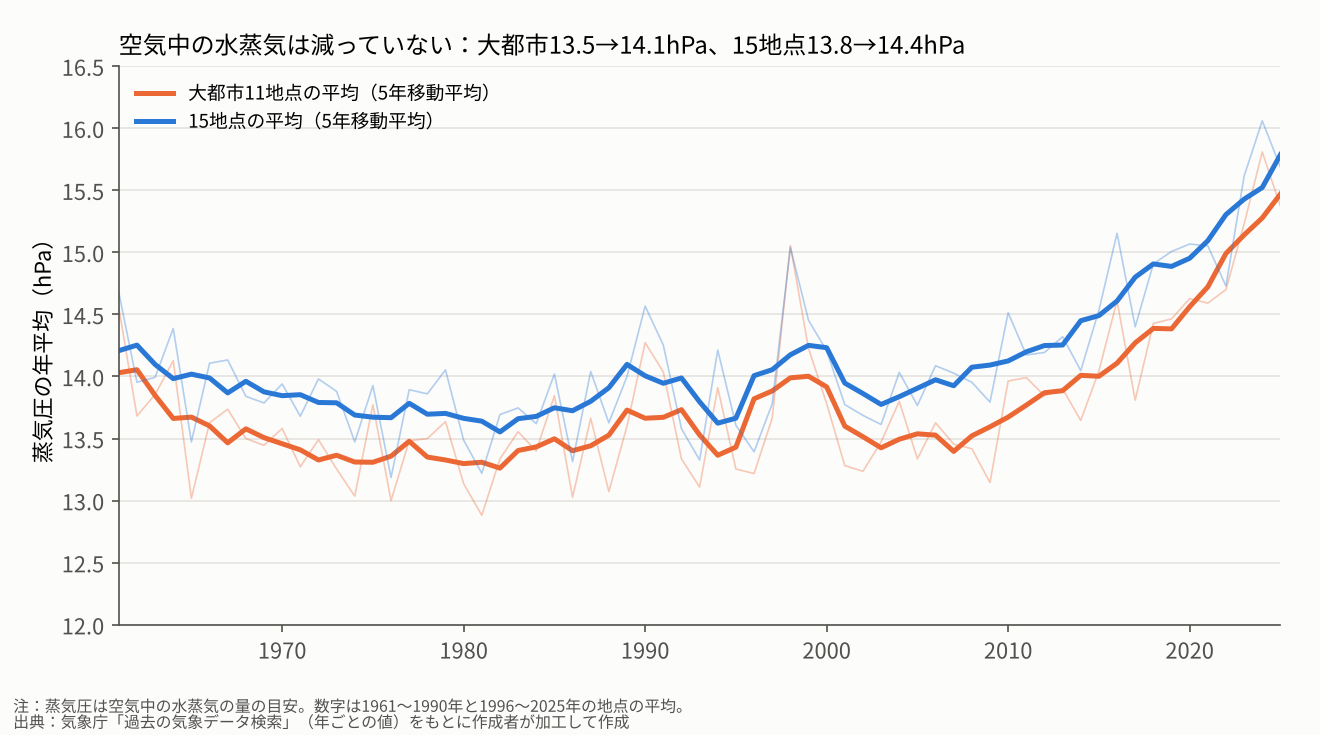 空気中の水蒸気は減っていない：大都市13.5→14.1hPa、15地点13.8→14.4hPa
大都市11地点の平均（5年移動平均）
15地点の平均（5年移動平均）
蒸気圧の年平均（hPa）
16.5
16.0
15.5
15.0
14.5
14.0
13.5
13.0
12.5
12.0
1970
1980
1990
2000
2010
2020
注：蒸気圧は空気中の水蒸気の量の目安。数字は1961～1990年と1996～2025年の地点の平均。
出典：気象庁「過去の気象データ検索」（年ごとの値）をもとに作成者が加工して作成